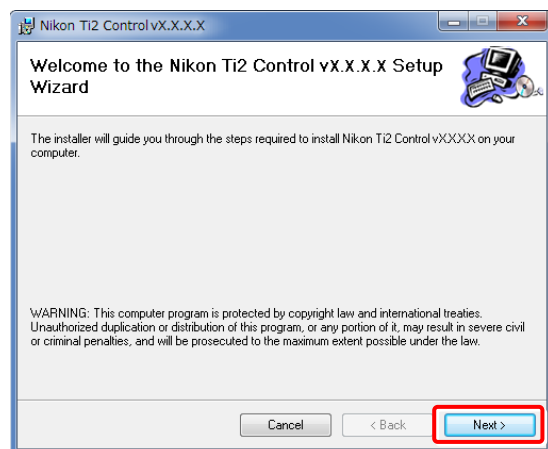 Nikon Ti2 Control vX.X.X.X
Welcome to the Nikon Ti2 Control vX.X.X.X Setup
Wizard
The installer will guide you through the steps required to install Nikon Ti2 Control vXXXX on your
computer.
WARNING: This computer program is protected by copyright law and international treaties.
Unauthorized duplication or distribution of this program, or any portion of it, may result in severe civil
or criminal penalties, and will be prosecuted to the maximum extent possible under the law.
Cancel < Back Next >